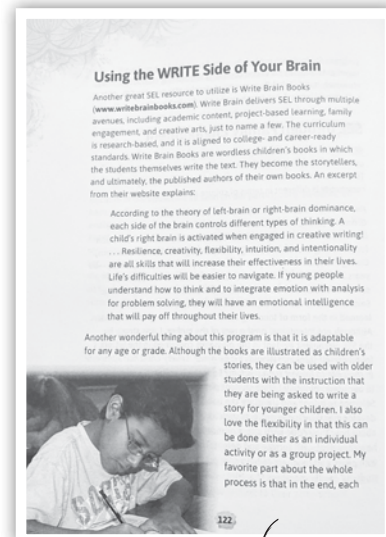 Using the WRITE Side of Your Brain
Another great SEL resource to utilize is Write Brain Books
(www.writebrainbooks.com). Write Brain delivers SEL through multiple
avenues, including academic content, project-based learning, family
engagement, and creative arts, just to name a few. The curriculum
is research-based, and it is aligned to college- and career-ready
standards. Write Brain Books are wordless children's books in which
the students themselves write the text. They become the storytellers,
and ultimately, the published authors of their own books. An excerpt
from their website explains:
According to the theory of left-brain or right-brain dominance,
each side of the brain controls different types of thinking. A
child's right brain is activated when engaged in creative writing!
. . . Resilience, creativity, flexibility, intuition, and intentionality
are all skills that will increase their effectiveness in their lives.
Life's difficulties will be easier to navigate. If young people
understand how to think and to integrate emotion with analysis
for problem solving, they will have an emotional intelligence
that will pay off throughout their lives.
Another wonderful thing about this program is that it is adaptable
for any age or grade. Although the books are illustrated as children's
stories, they can be used with older
students with the instruction that
they are being asked to write a
story for younger children. I also
love the flexibility in that this can
be done either as an individual
activity or as a group project. My
favorite part about the whole
process is that in the end, each
122